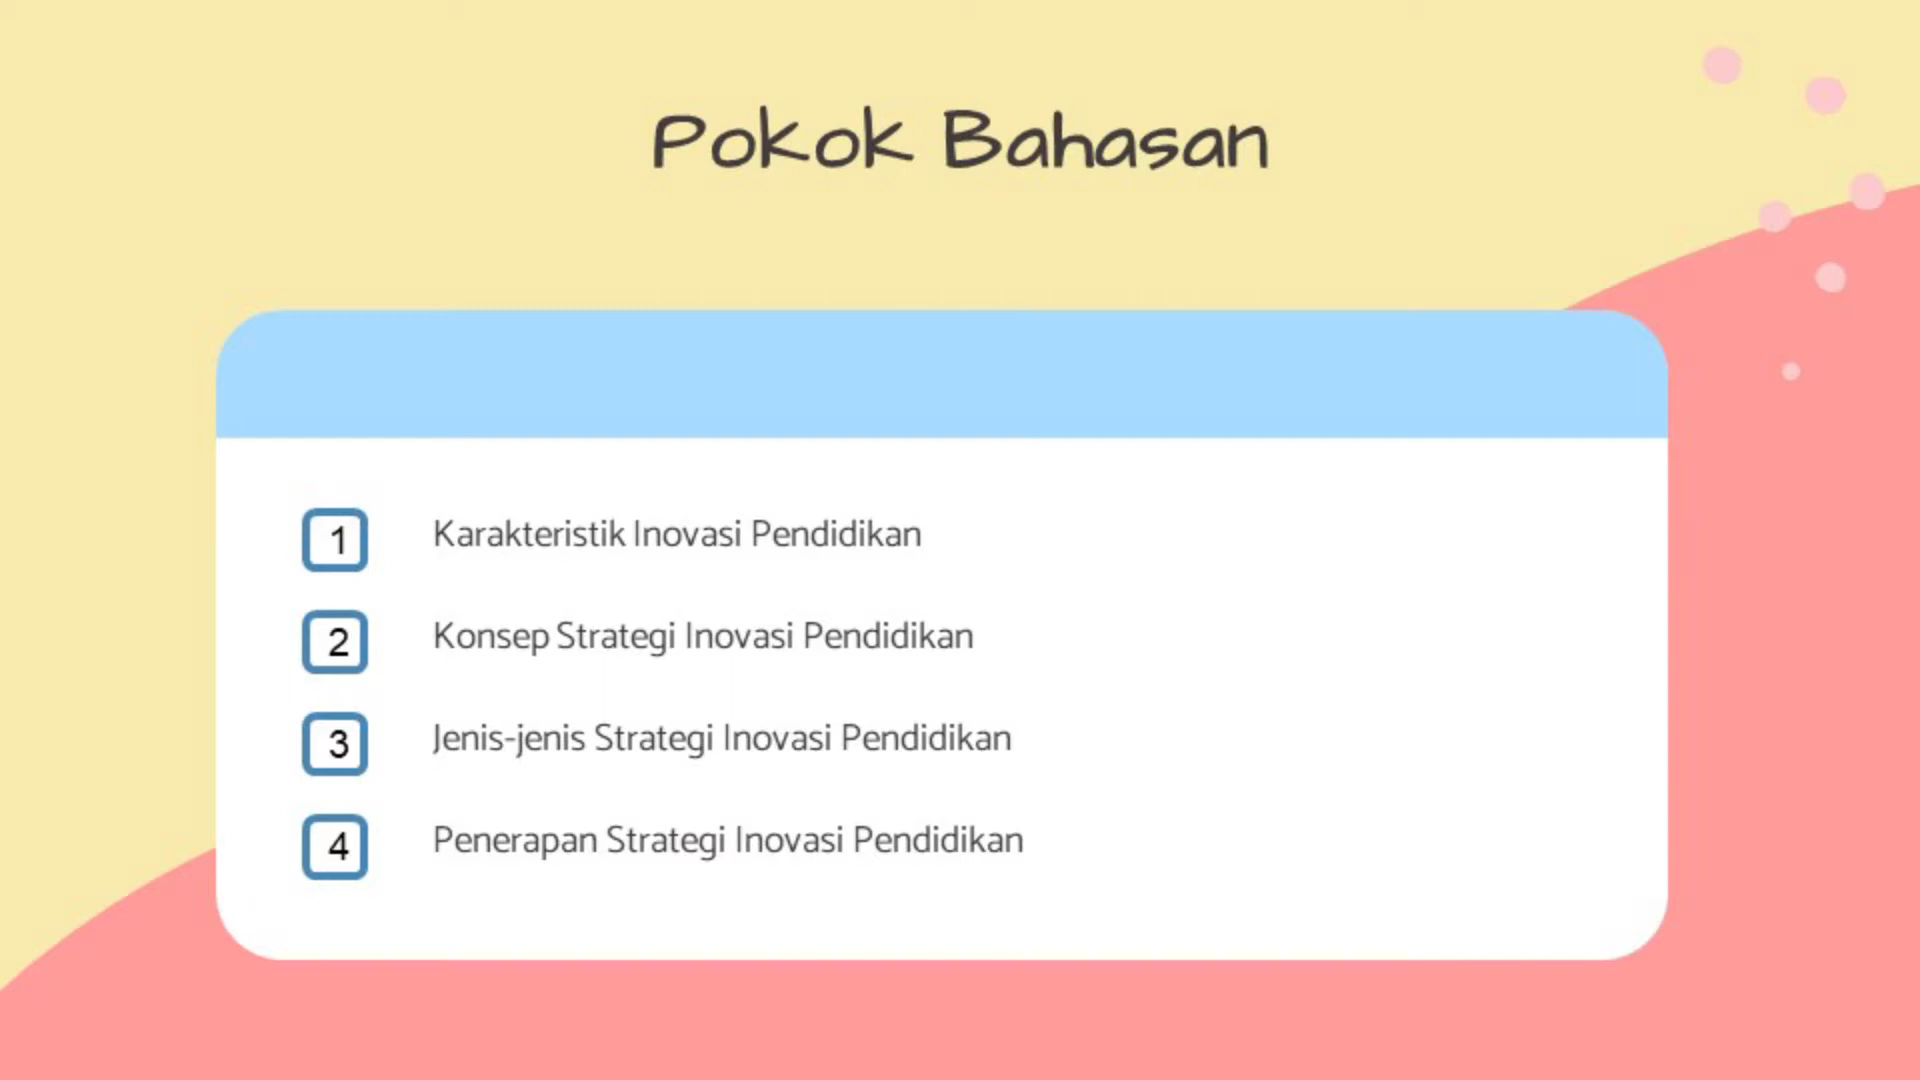 Pokok Bahasan
1 Karakteristik Inovasi Pendidikan
2 Konsep Strategi Inovasi Pendidikan
3 Jenis-jenis Strategi Inovasi Pendidikan
4 Penerapan Strategi Inovasi Pendidikan